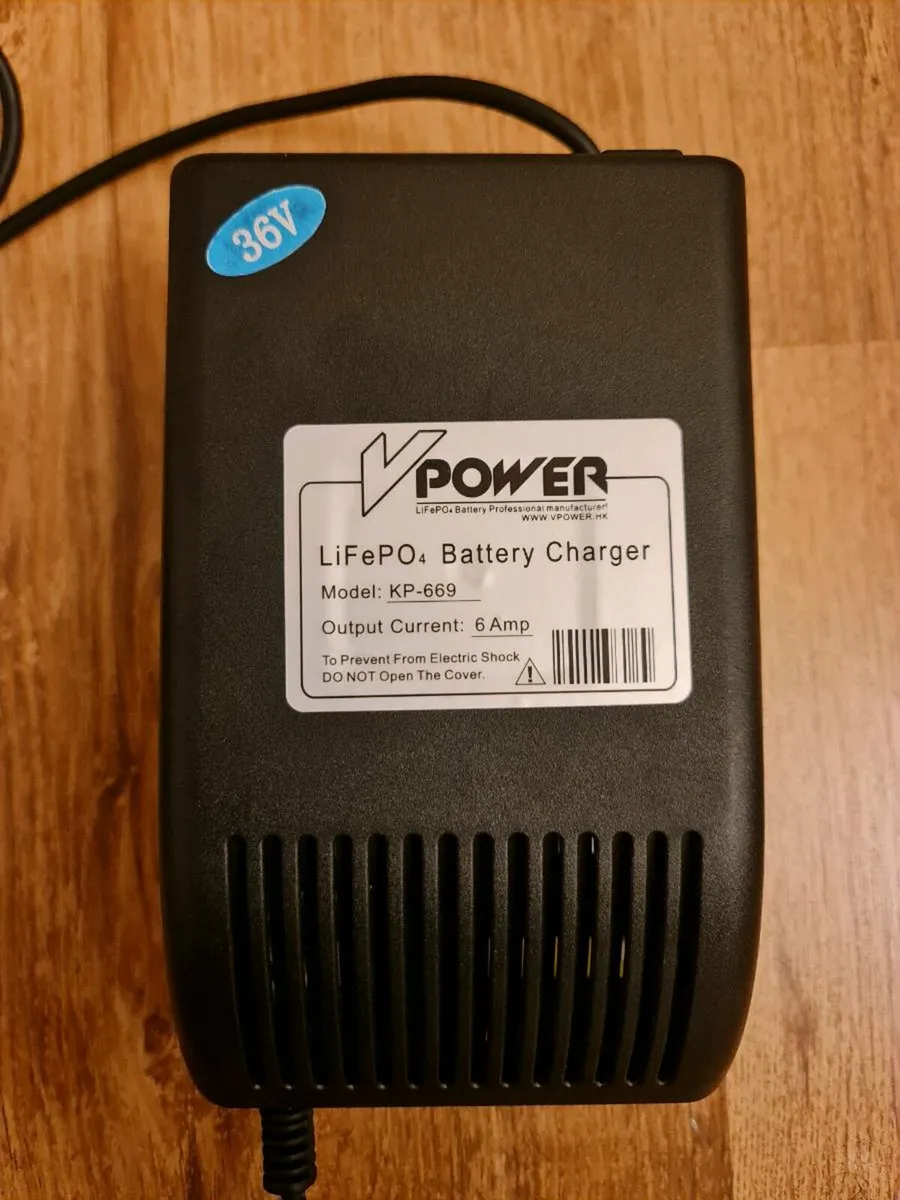 36V
VPOWER
LiFePO₄ Battery Professional manufacturer!
WWW.VPOWER.HK
LiFePO₄ Battery Charger
Model: KP-669
Output Current: 6 Amp
To Prevent From Electric Shock
DO NOT Open The Cover.